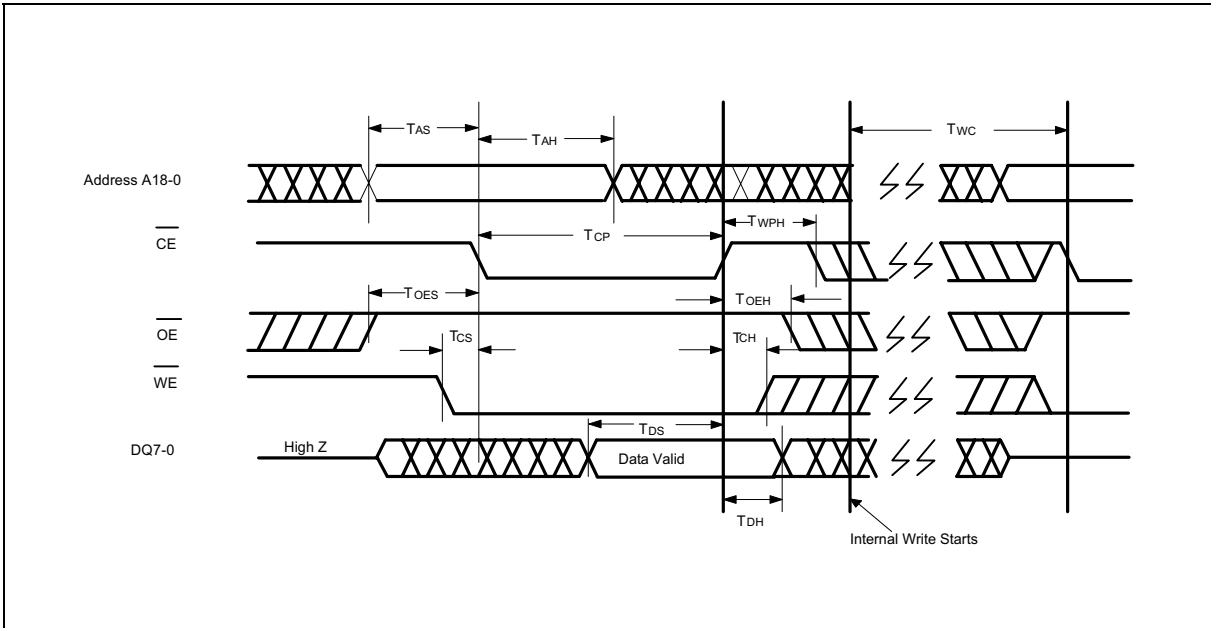 TAS
TAH
TWC
Address A18-0
TWPH
TCP
CE
TOES
TOEH
OE
TCS
TCH
WE
TDS
DQ7-0
High Z
Data Valid
TDH
Internal Write Starts